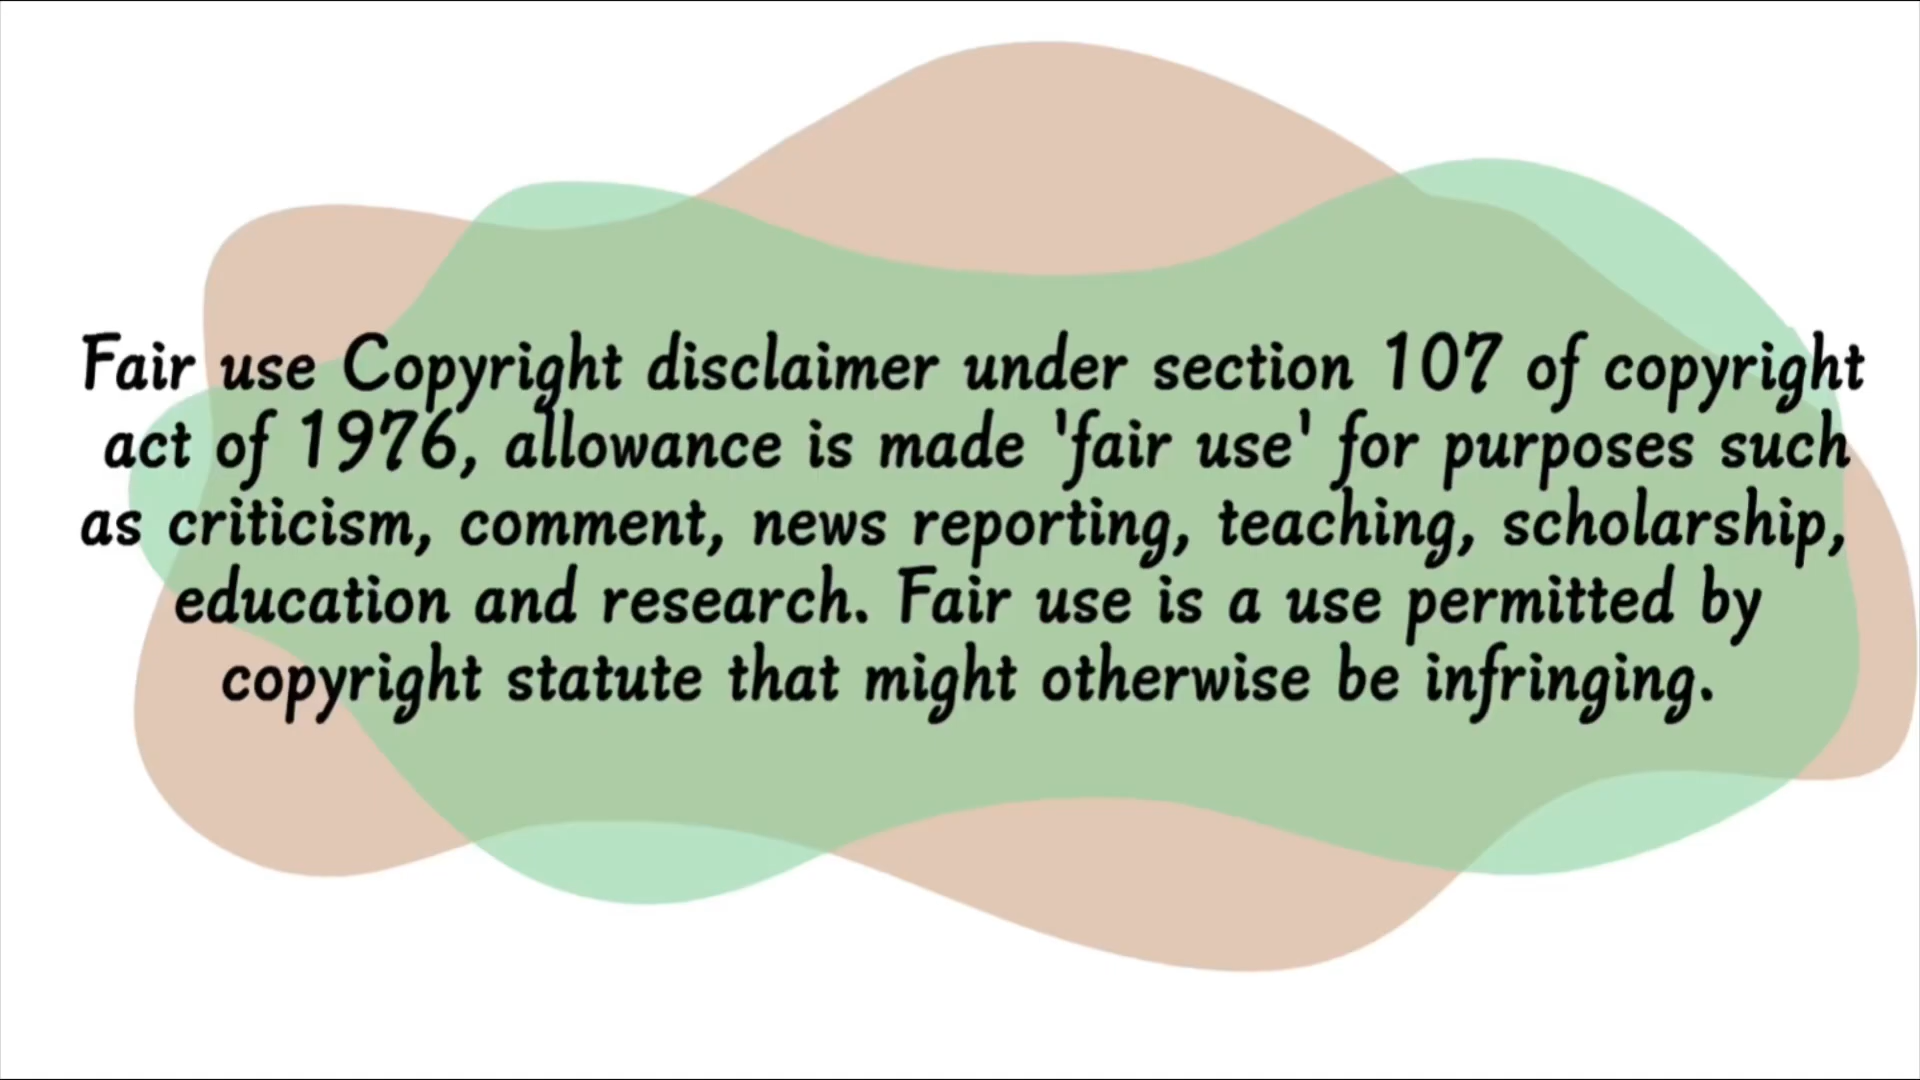 Fair use Copyright disclaimer under section 107 of copyright
act of 1976, allowance is made 'fair use' for purposes such
as criticism, comment, news reporting, teaching, scholarship,
education and research. Fair use is a use permitted by
copyright statute that might otherwise be infringing.